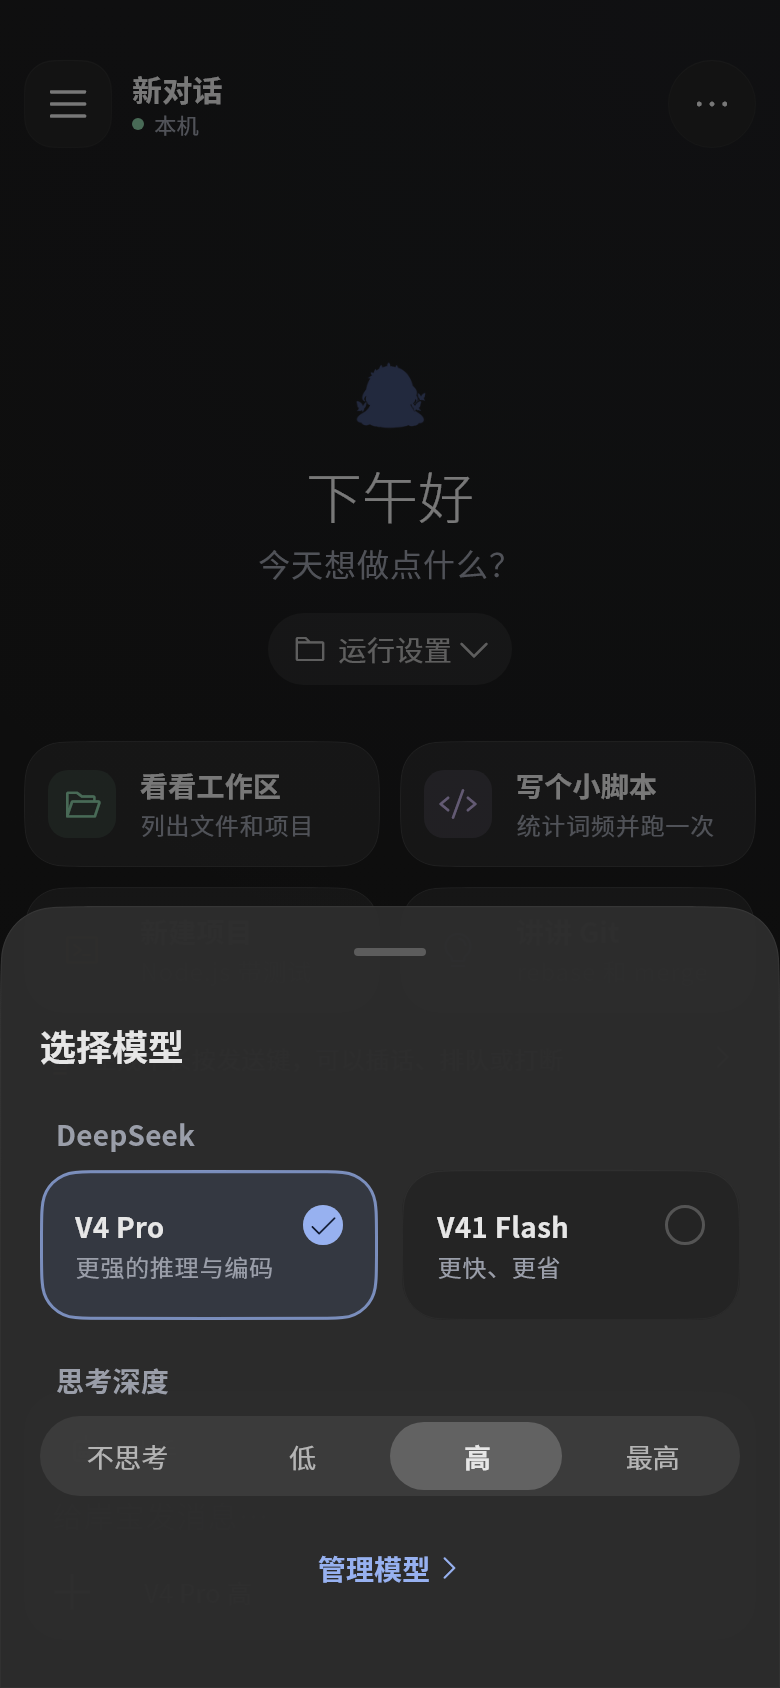 新对话
本机
下午好
今天想做点什么?
运行设置
看看工作区
列出文件和项目
写个小脚本
统计词频并跑一次
选择模型
DeepSeek
V4 Pro
更强的推理与编码
V41 Flash
更快、更省
思考深度
不思考
低
高
最高
管理模型